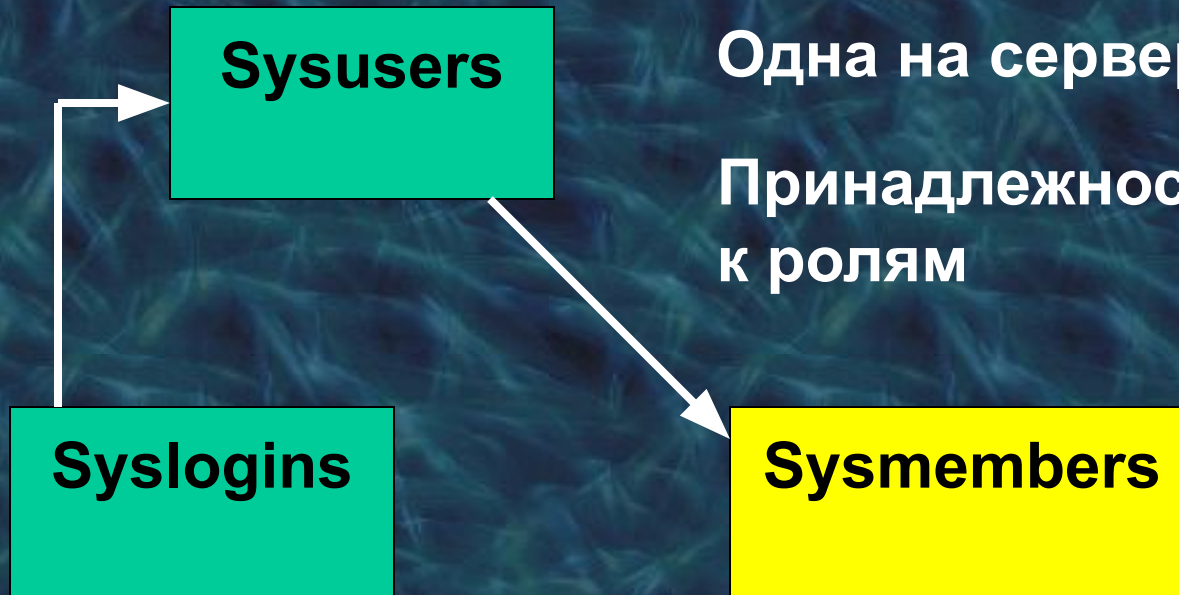 Sysusers
Одна на сервер
Принадлежнос
к ролям
Syslogins
Sysmembers